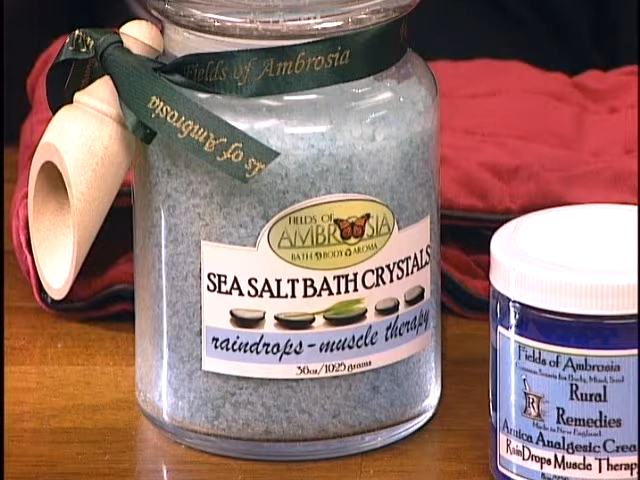 Fields of Ambrosia
s of Ambrosia
FIELDS OF
AMBROSIA
BATH BODY AROMA
SEA SALT BATH CRYSTALS
raindrops-muscle therapy
36oz/1025 grams
Fields of Ambrosia
Rural
Remedies
Made in New England
Arnica Analgesic Crea
RainDrops Muscle Therap